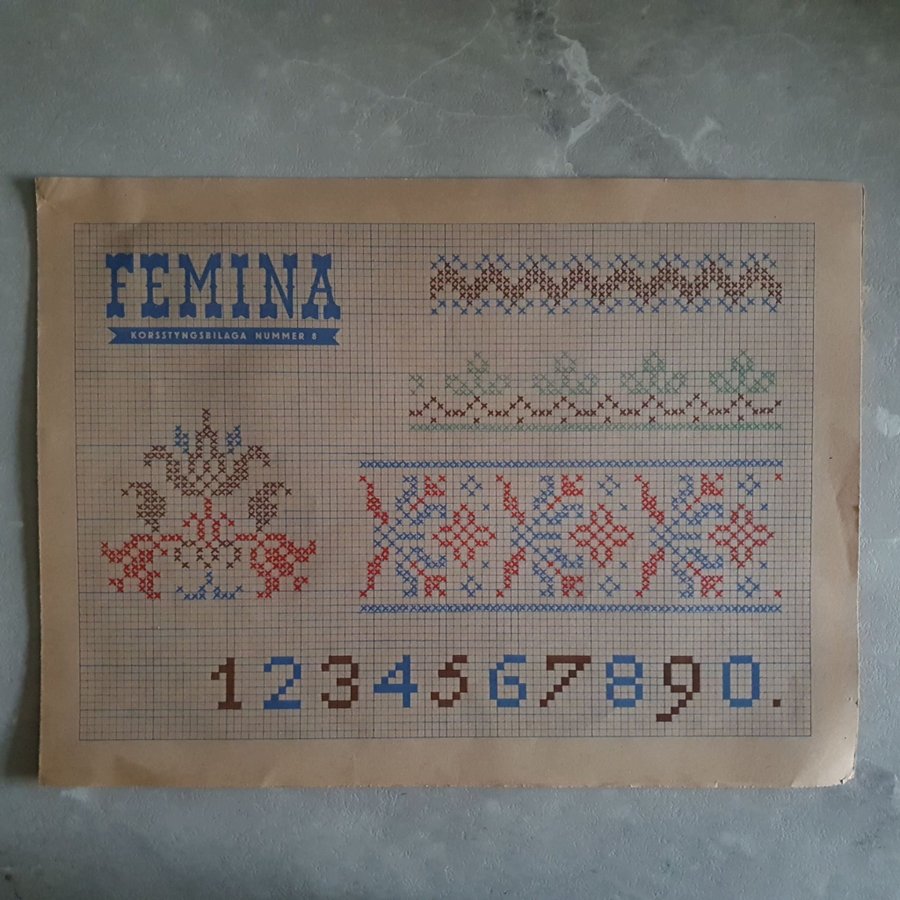 FEMINA
KORSSTYNGSBILAGA NUMMER 8
1234567890.